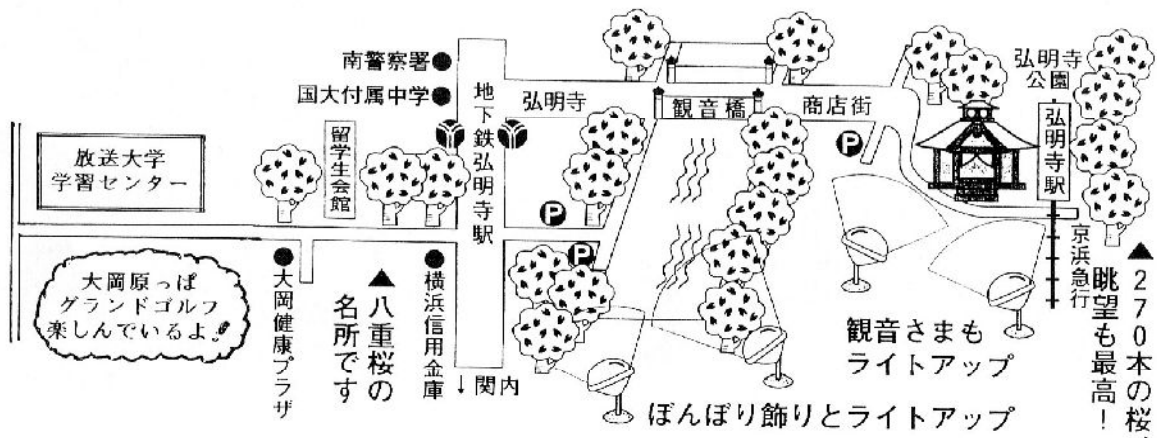 南警察署
国大付属中学
放送大学
学習センター
留学生会館
地下鉄弘明寺駅
弘明寺
観音橋
商店街
弘明寺
公園
弘明寺駅
京浜急行
P
P
P
大岡原っぱ
グランドゴルフ
楽しんでいるよ!
大岡健康プラザ
▲八重桜の
名所です
横浜信用金庫
↓関内
観音さまも
ライトアップ
ぼんぼり飾りとライトアップ
▲270本の桜
眺望も最高!